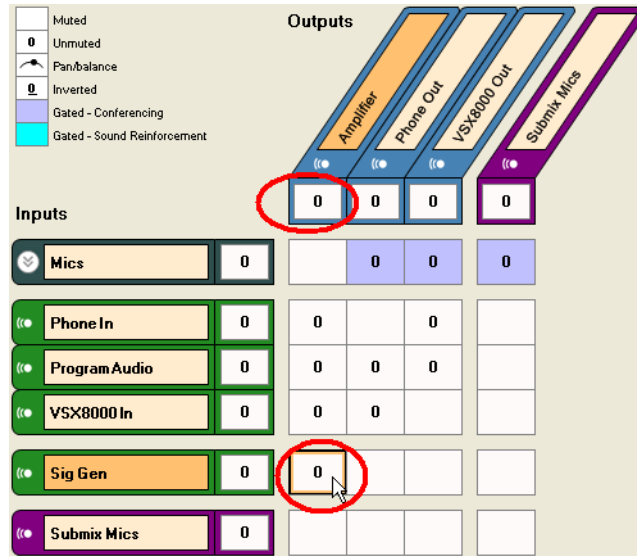 Muted
0 Unmuted
Pan/balance
0 Inverted
Gated - Conferencing
Gated - Sound Reinforcement
Outputs
Amplifier
Phone Out
VSX8000 Out
Submix Mics
0 0 0 0
Inputs
Mics 0 0 0 0
Phone In 0 0 0
Program Audio 0 0 0 0
VSX8000 In 0 0 0
Sig Gen 0 0
Submix Mics 0